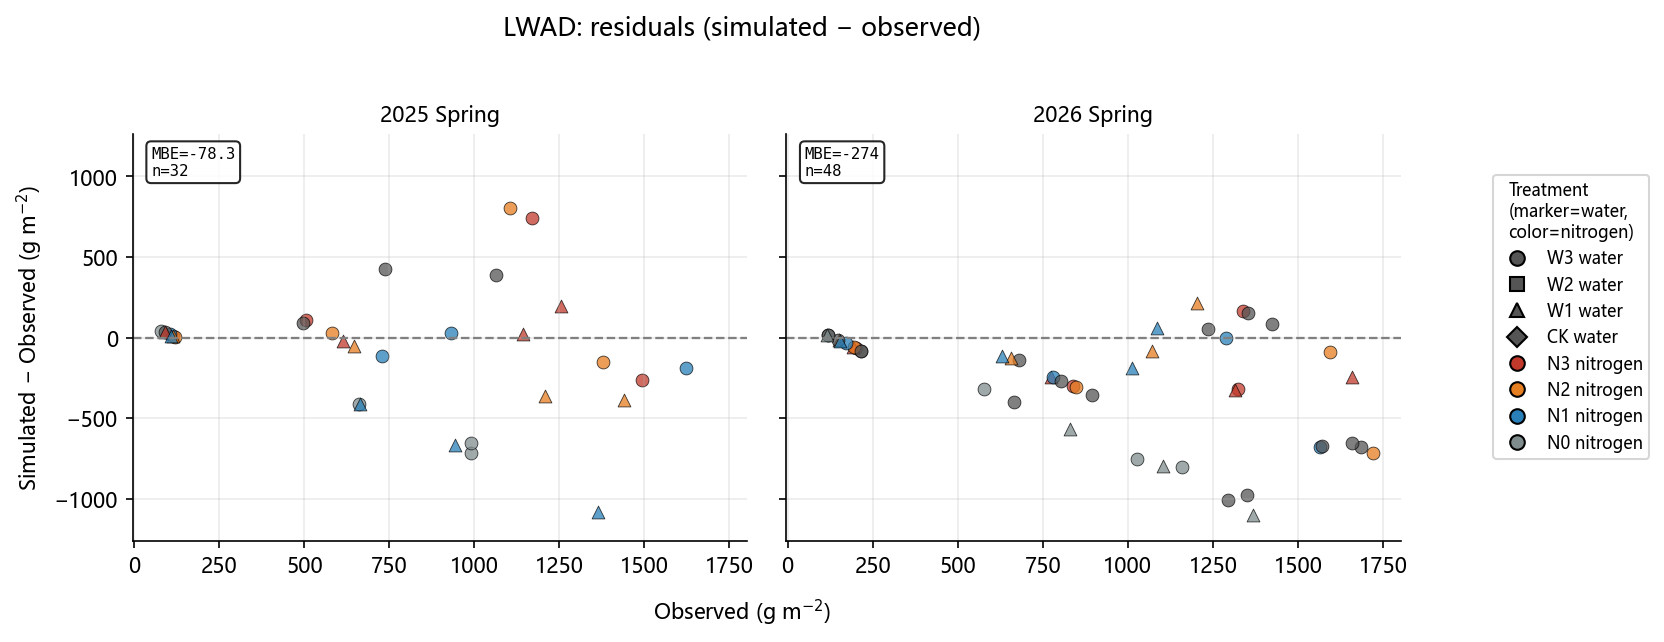 LWAD: residuals (simulated − observed)
2025 Spring
MBE=-78.3
n=32
1000
500
0
−500
−1000
Simulated − Observed (g m⁻²)
0 250 500 750 1000 1250 1500 1750
2026 Spring
MBE=-274
n=48
0 250 500 750 1000 1250 1500 1750
Observed (g m⁻²)
Treatment
(marker=water,
color=nitrogen)
W3 water
W2 water
W1 water
CK water
N3 nitrogen
N2 nitrogen
N1 nitrogen
N0 nitrogen